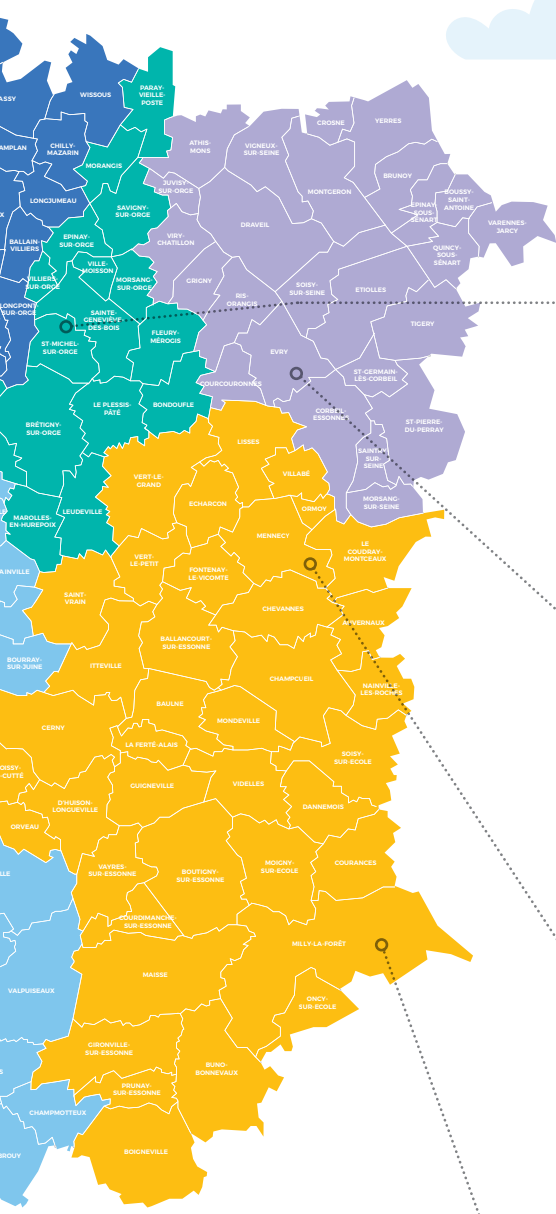 ASSY
WISSOUS
PARAY-
VIEILLE-
POSTE
AMPLAN
CHILLY-
MAZARIN
MORANGIS
ATHIS-
MONS
VIGNEUX-
SUR-SEINE
CROSNE
YERRES
LONGJUMEAU
JUVISY-
SUR-ORGE
MONTGERON
BRUNOY
BOUSSY-
SAINT-
ANTOINE
EPINAY-
SOUS-
SÉNART
VARENNES-
JARCY
X
SAVIGNY-
SUR-ORGE
DRAVEIL
VIRY-
CHATILLON
BALLAIN-
VILLIERS
EPINAY-
SUR-ORGE
QUINCY-
SOUS-
SÉNART
VILLE-
MOISSON
VILLIERS-
SUR-ORGE
MORSANG-
SUR-ORGE
GRIGNY
SOISY-
SUR-SEINE
ETIOLLES
RIS-
ORANGIS
LONGPONT-
SUR-ORGE
SAINTE-
GENEVIÈVE-
DES-BOIS
TIGERY
ST-MICHEL-
SUR-ORGE
FLEURY-
MÉROGIS
EVRY
ST-GERMAIN-
LÈS-CORBEIL
COURCOURONNES
LE PLESSIS-
PÂTÉ
BONDOUFLE
CORBEIL-
ESSONNES
BRÉTIGNY-
SUR-ORGE
ST-PIERRE-
DU-PERRAY
LISSES
SAINTRY-
SUR-
SEINE
VERT-LE-
GRAND
VILLABÉ
ECHARCON
MORSANG-
SUR-SEINE
ORMOY
LEUDEVILLE
MAROLLES-
EN-HUREPOIX
MENNECY
LE
COUDRAY-
MONTCEAUX
VERT-
LE-PETIT
AINVILLE
FONTENAY-
LE-VICOMTE
SAINT-
VRAIN
CHEVANNES
AUVERNAUX
BALLANCOURT-
SUR-ESSONNE
BOURRAY-
SUR-JUINE
ITTEVILLE
CHAMPCUEIL
NAINVILLE-
LES-ROCHES
BAULNE
MONDEVILLE
CERNY
LA FERTÉ-ALAIS
SOISY-
SUR-ECOLE
OISSY-
-CUTTÉ
GUIGNEVILLE
VIDELLES
D'HUISON-
LONGUEVILLE
DANNEMOIS
ORVEAU
VAYRES-
SUR-ESSONNE
BOUTIGNY-
SUR-ESSONNE
MOIGNY-
SUR-ECOLE
COURANCES
LLE
COURDIMANCHE-
SUR-ESSONNE
MILLY-LA-FORÊT
MAISSE
VALPUISEAUX
ONCY-
SUR-ECOLE
GIRONVILLE-
SUR-ESSONNE
BUNO-
BONNEVAUX
S
PRUNAY-
SUR-ESSONNE
CHAMPMOTTEUX
BROUY
BOIGNEVILLE